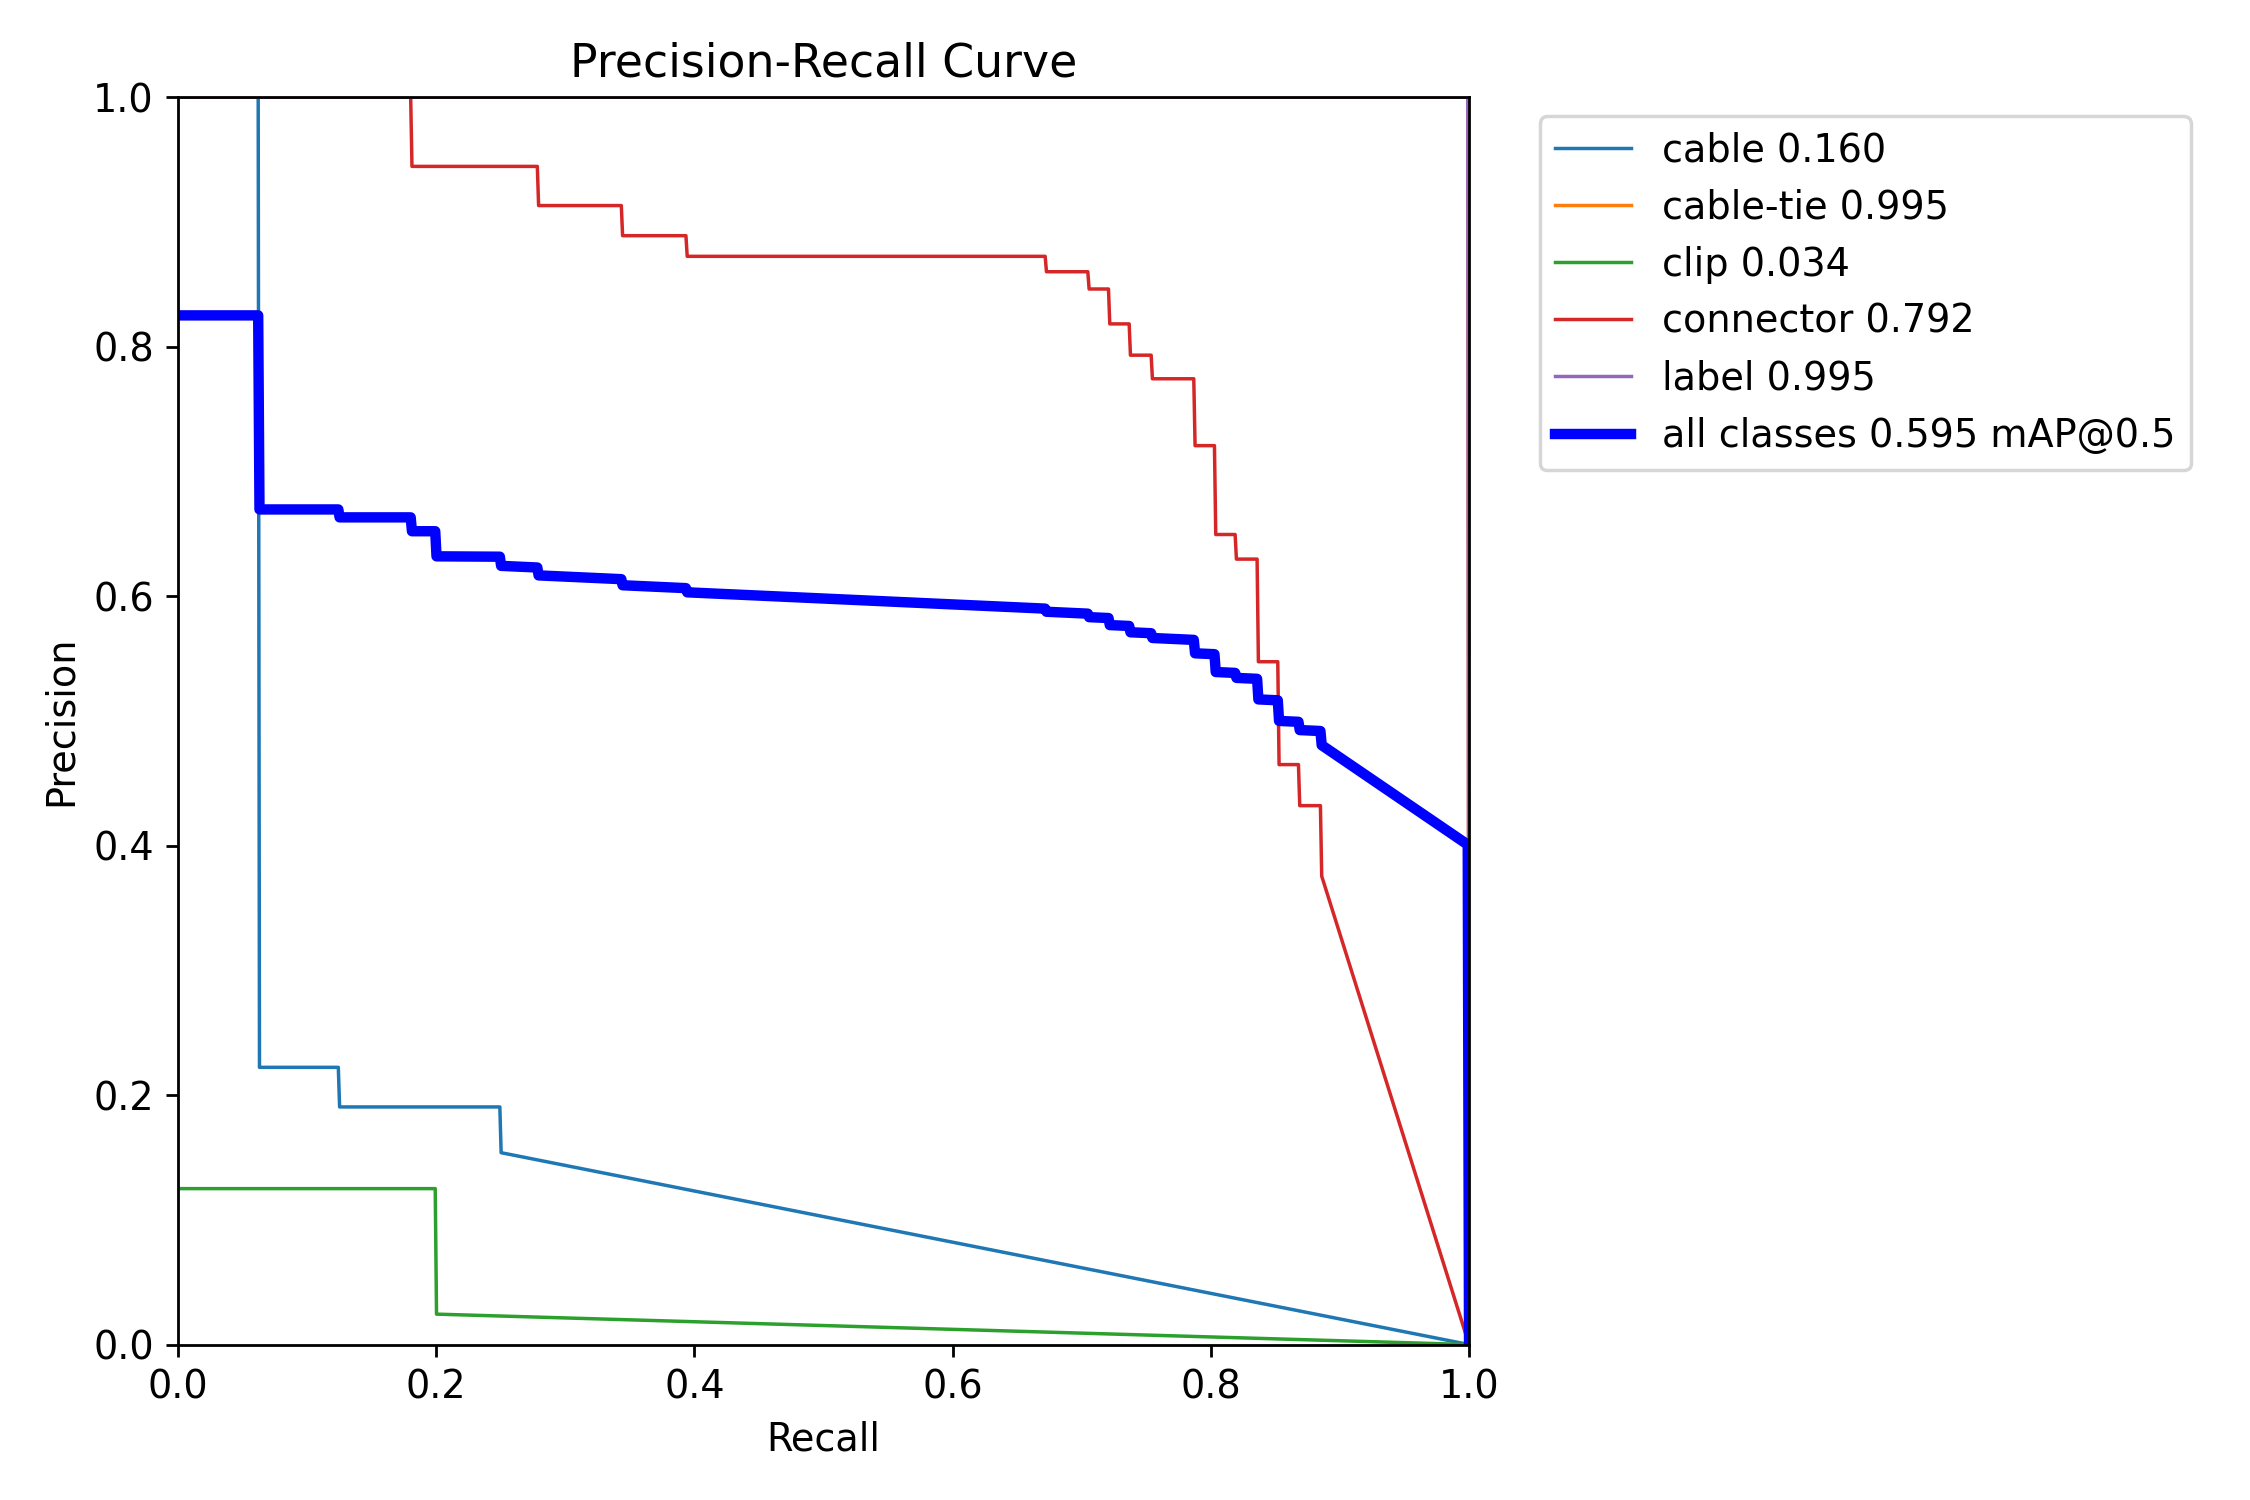 Precision-Recall Curve
1.0
0.8
0.6
0.4
0.2
0.0
Precision
0.0 0.2 0.4 0.6 0.8 1.0
Recall
cable 0.160
cable-tie 0.995
clip 0.034
connector 0.792
label 0.995
all classes 0.595 mAP@0.5